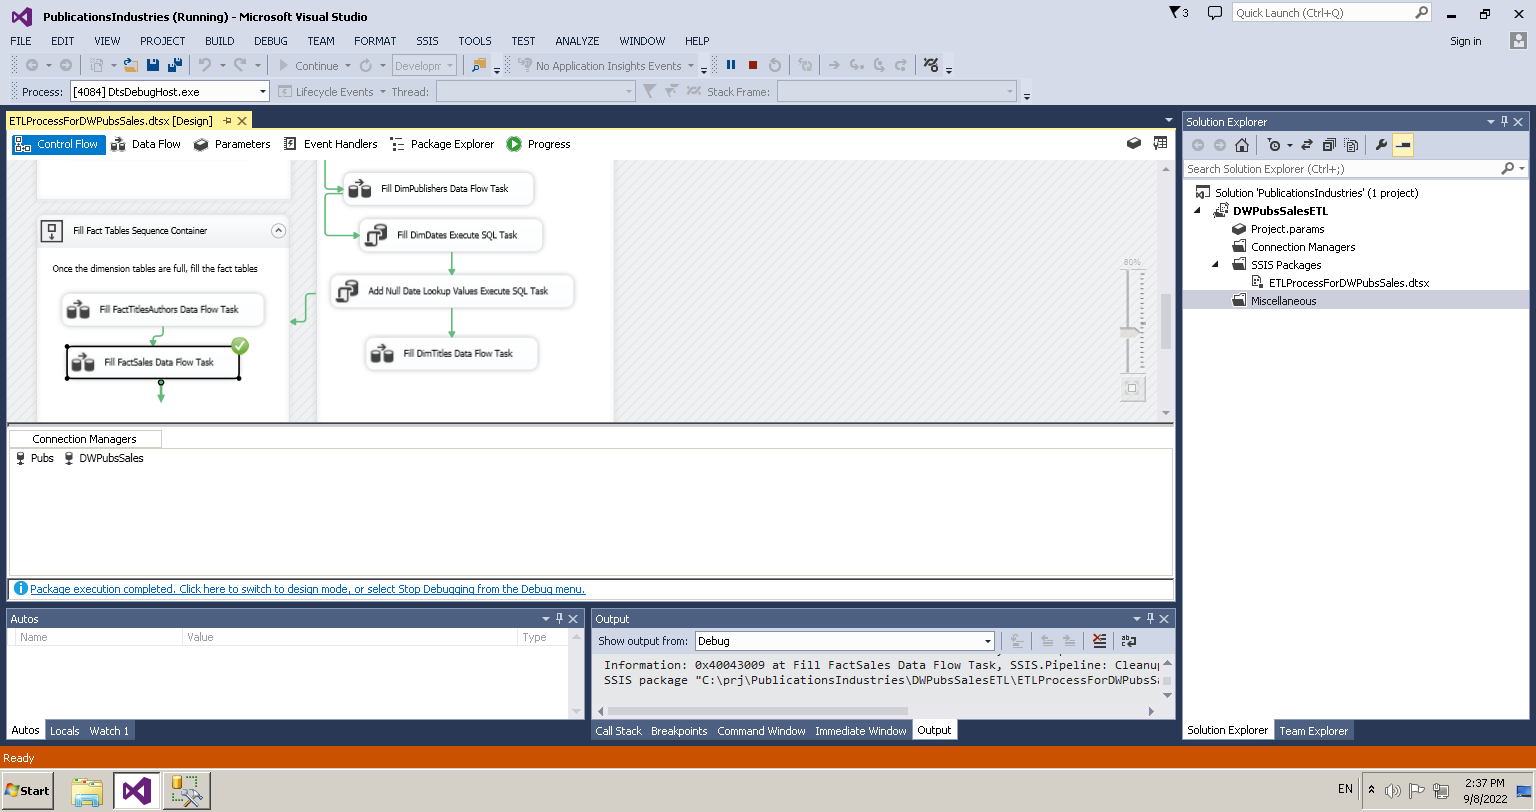 PublicationsIndustries (Running) - Microsoft Visual Studio
3
Quick Launch (Ctrl+Q)
FILE EDIT VIEW PROJECT BUILD DEBUG TEAM FORMAT SSIS TOOLS TEST ANALYZE WINDOW HELP
Sign in
Continue
Developm
No Application Insights Events
Process: [4084] DtsDebugHost.exe
Lifecycle Events
Thread:
Stack Frame:
ETLProcessForDWPubsSales.dtsx [Design]
Control Flow
Data Flow
Parameters
Event Handlers
Package Explorer
Progress
Fill DimPublishers Data Flow Task
Fill Fact Tables Sequence Container
Fill DimDates Execute SQL Task
Once the dimension tables are full, fill the fact tables
Add Null Date Lookup Values Execute SQL Task
Fill FactTitlesAuthors Data Flow Task
Fill DimTitles Data Flow Task
Fill FactSales Data Flow Task
80%
Connection Managers
Pubs
DWPubsSales
Package execution completed. Click here to switch to design mode, or select Stop Debugging from the Debug menu.
Autos
Name
Value
Type
Autos
Locals
Watch 1
Output
Show output from: Debug
Information: 0x40043009 at Fill FactSales Data Flow Task, SSIS.Pipeline: Cleanup
SSIS package "C:\prj\PublicationsIndustries\DWPubsSalesETL\ETLProcessForDWPubsSa
Call Stack
Breakpoints
Command Window
Immediate Window
Output
Solution Explorer
Search Solution Explorer (Ctrl+;)
Solution 'PublicationsIndustries' (1 project)
DWPubsSalesETL
Project.params
Connection Managers
SSIS Packages
ETLProcessForDWPubsSales.dtsx
Miscellaneous
Solution Explorer
Team Explorer
Ready
Start
EN
2:37 PM
9/8/2022